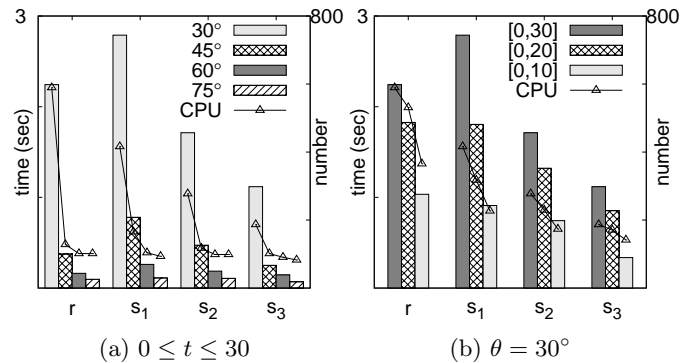 3
800
30°
45°
60°
75°
CPU
time (sec)
number
r
s1
s2
s3
(a) 0 ≤ t ≤ 30
3
800
[0,30]
[0,20]
[0,10]
CPU
time (sec)
number
r
s1
s2
s3
(b) θ = 30°